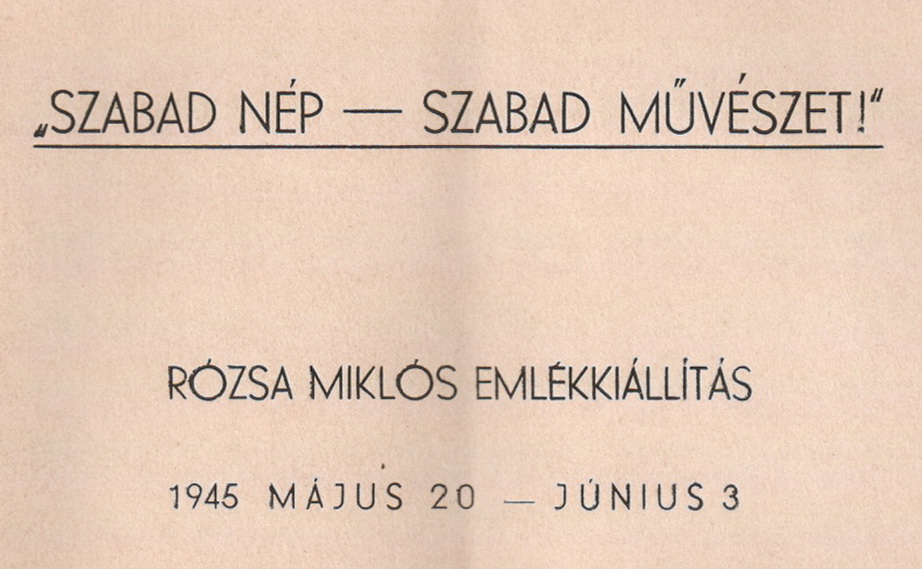 „SZABAD NÉP — SZABAD MŰVÉSZET!“
RÓZSA MIKLÓS EMLÉKKIÁLLÍTÁS
1945 MÁJUS 20 — JÚNIUS 3